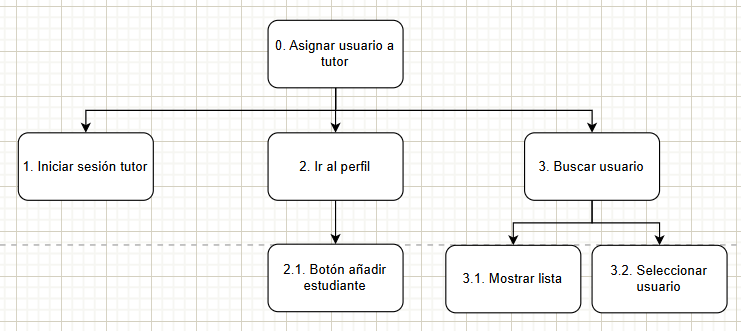 0. Asignar usuario a
tutor
1. Iniciar sesión tutor
2. Ir al perfil
3. Buscar usuario
2.1. Botón añadir
estudiante
3.1. Mostrar lista
3.2. Seleccionar
usuario